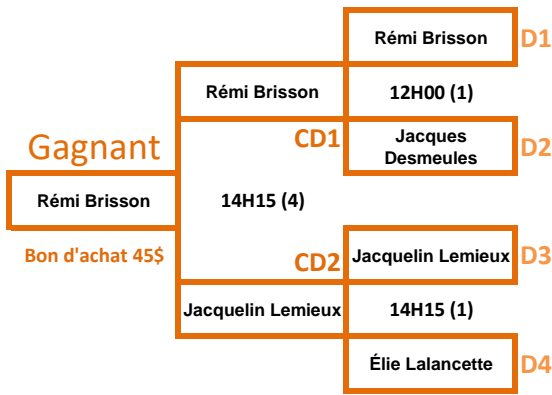 Rémi Brisson D1
Rémi Brisson 12H00 (1)
CD1 Jacques
Desmeules D2
Gagnant
Rémi Brisson 14H15 (4)
Bon d'achat 45$ CD2 Jacquelin Lemieux D3
Jacquelin Lemieux 14H15 (1)
Élie Lalancette D4